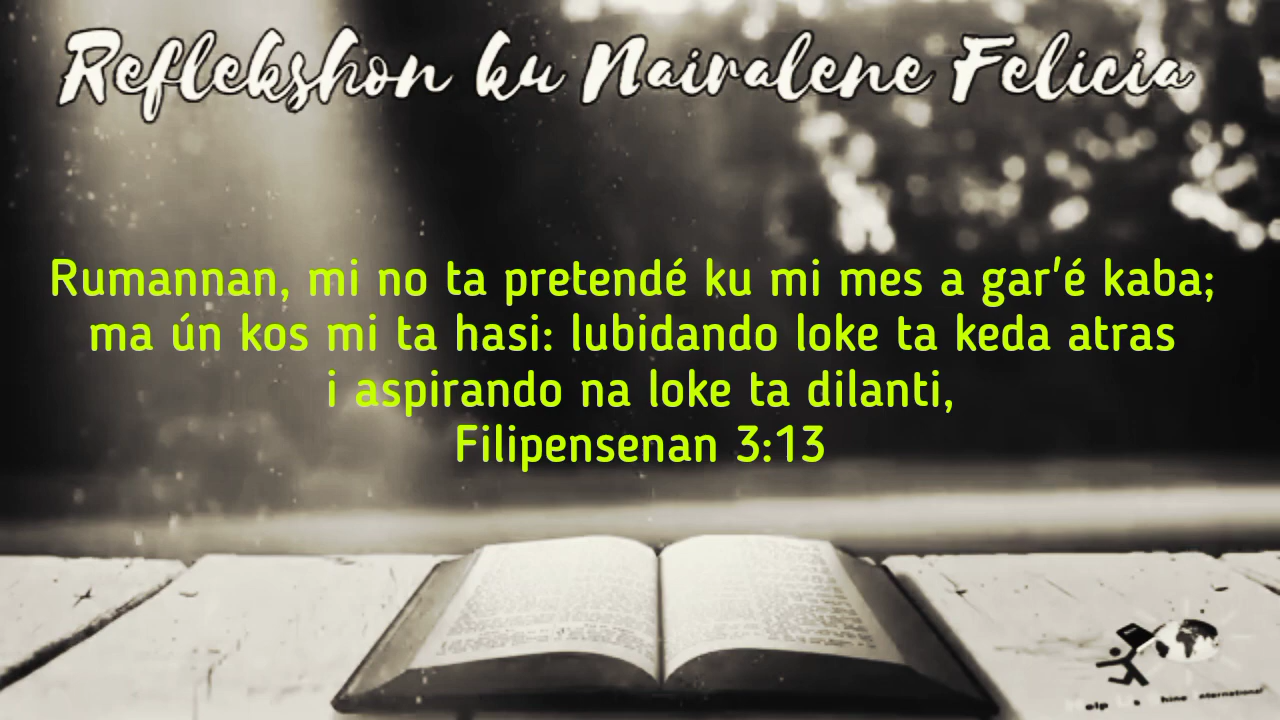 Reflekshon ku Nairalene Felicia
Rumannan, mi no ta pretendé ku mi mes a gar'é kaba;
ma ún kos mi ta hasi: lubidando loke ta keda atras
i aspirando na loke ta dilanti,
Filipensenan 3:13
International